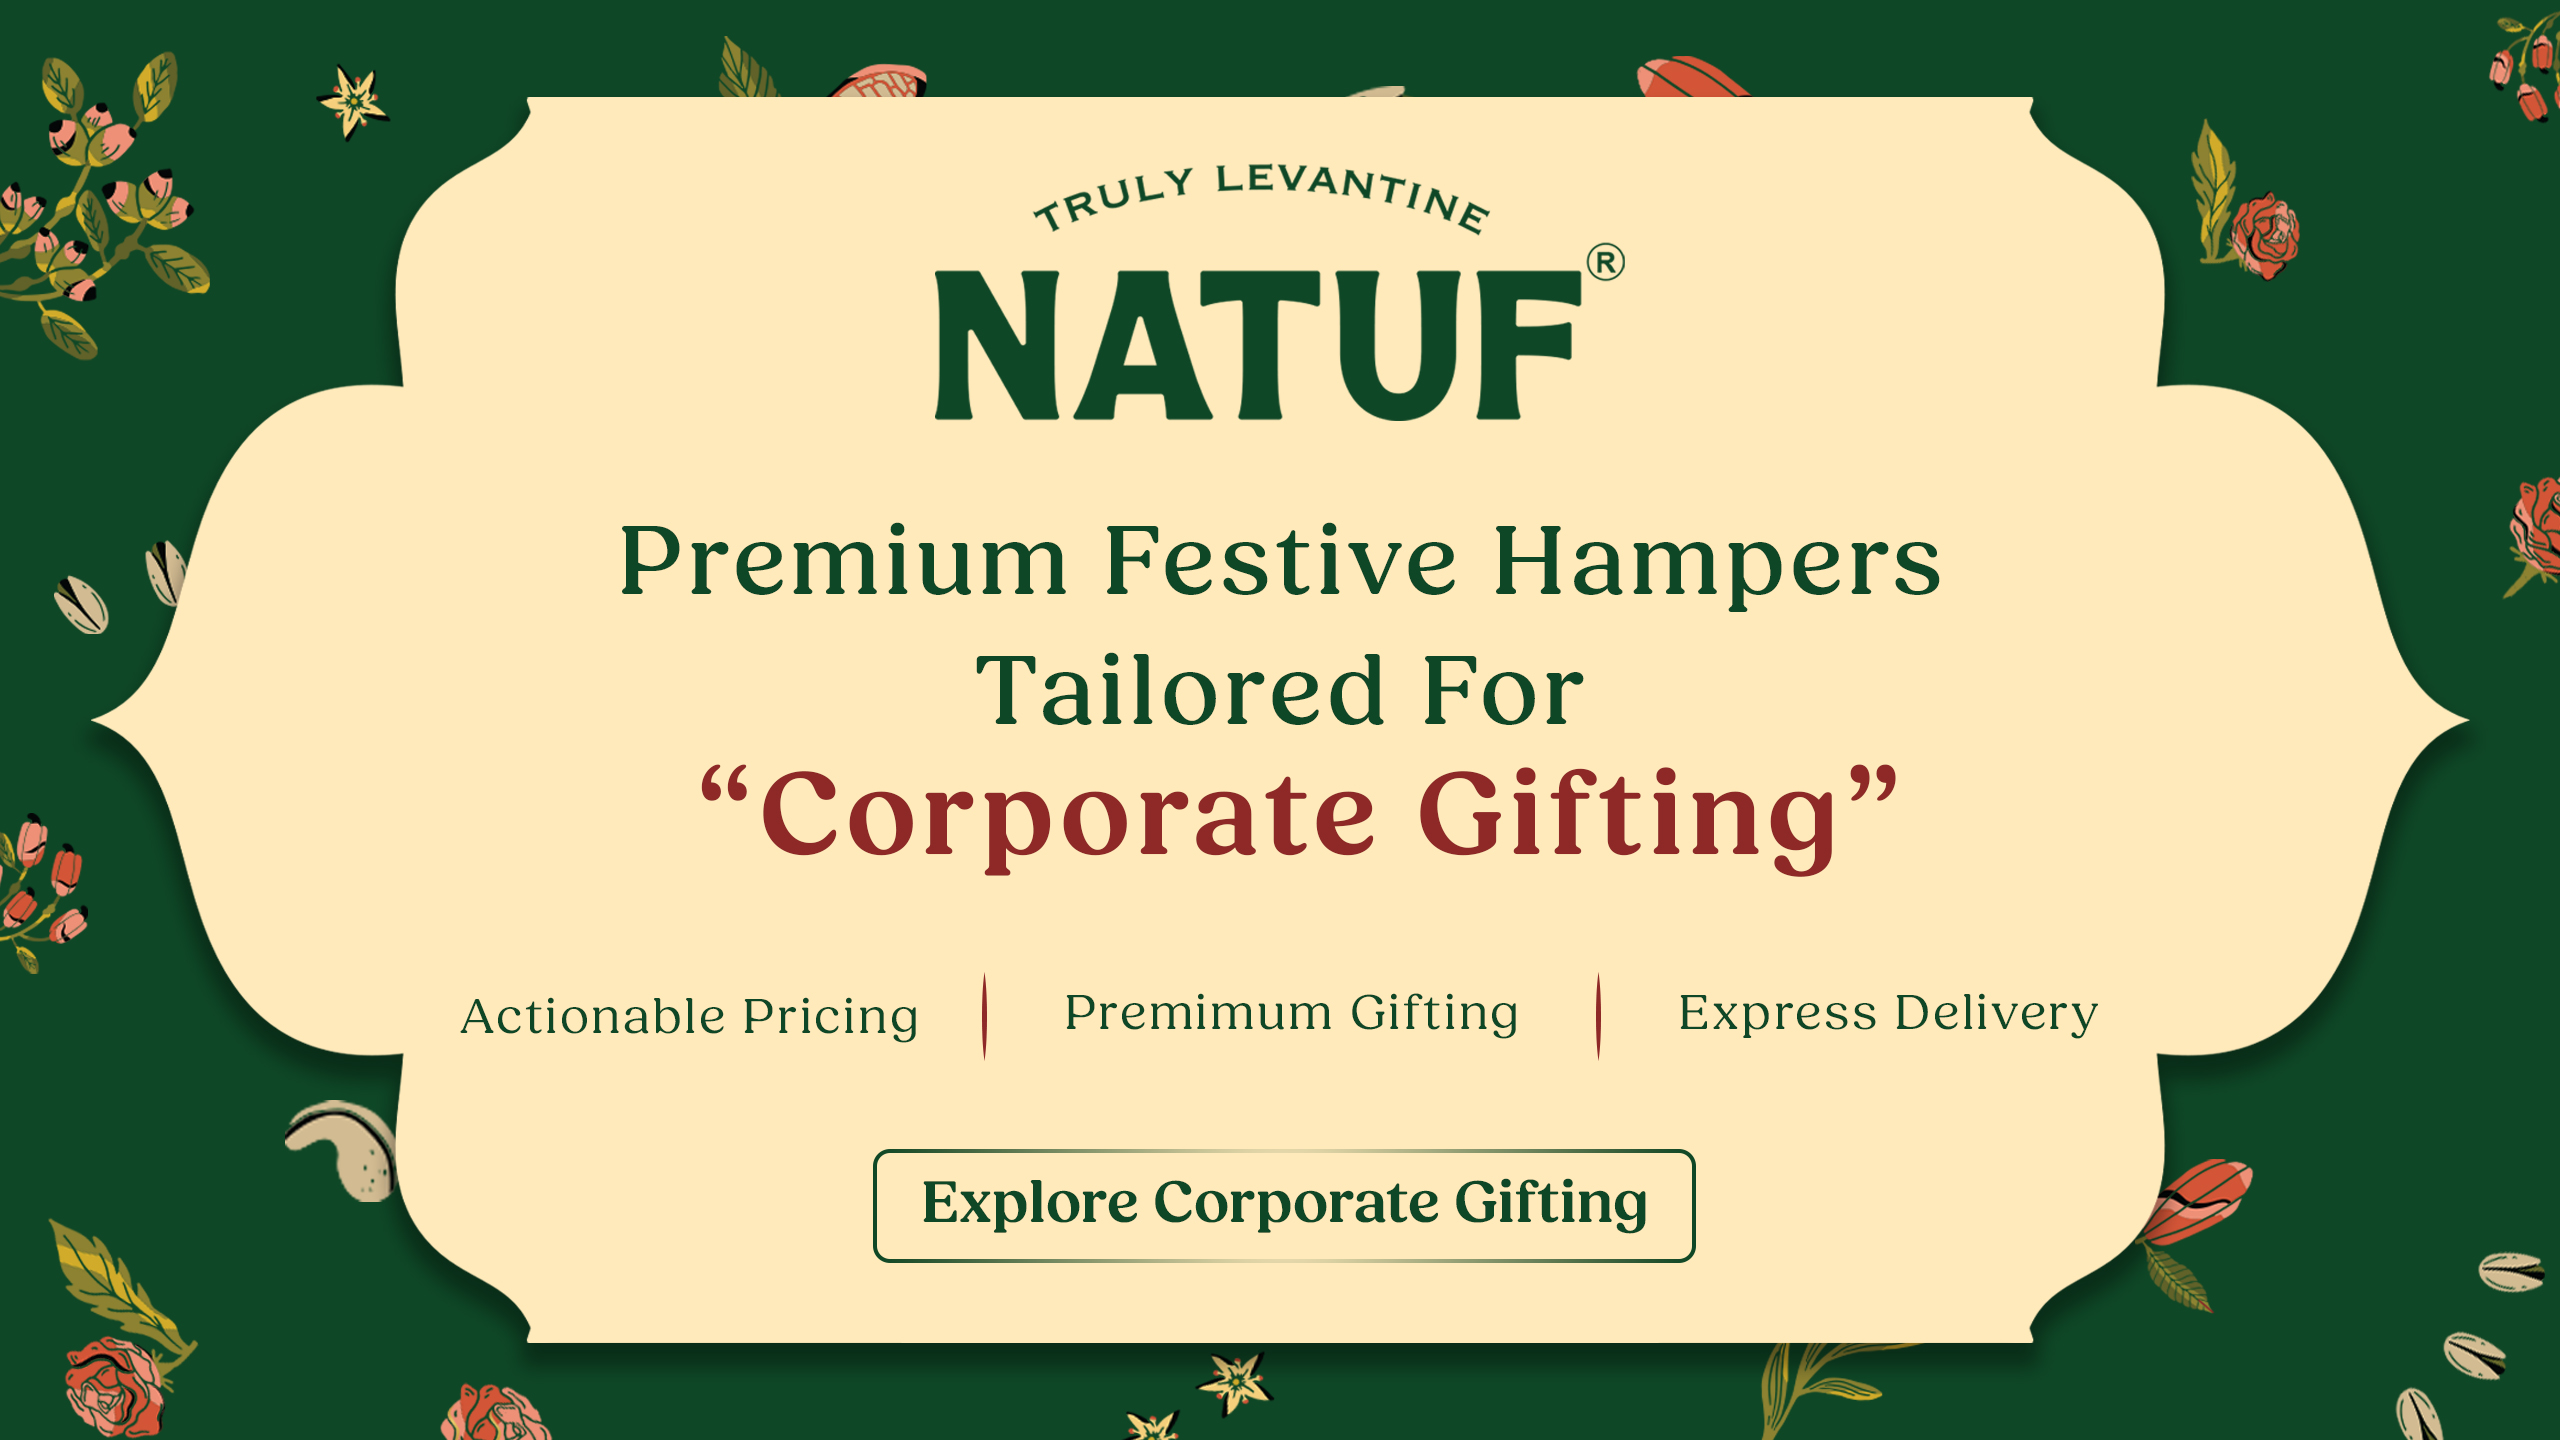 TRULY LEVANTINE
NATUF®
Premium Festive Hampers
Tailored For
“Corporate Gifting”
Actionable Pricing
Premimum Gifting
Express Delivery
Explore Corporate Gifting